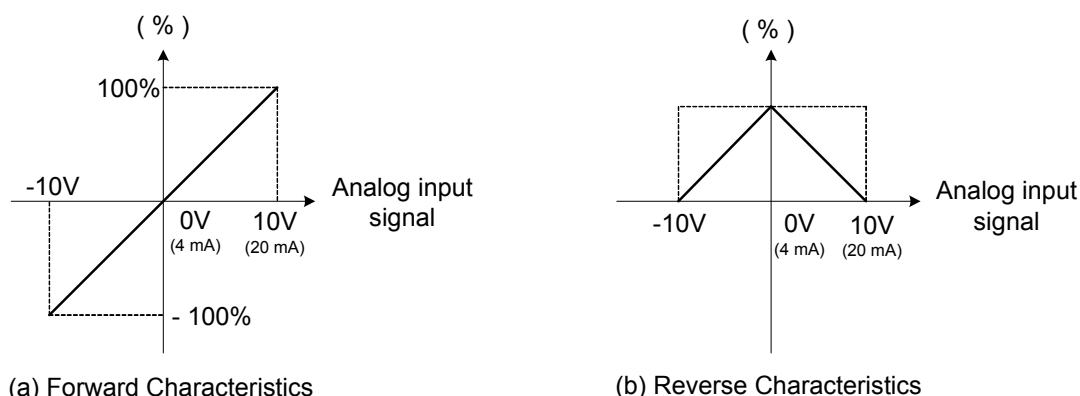 ( % )
100%
-10V
0V
(4 mA)
10V
(20 mA)
Analog input
signal
- 100%
(a) Forward Characteristics
( % )
-10V
0V
(4 mA)
10V
(20 mA)
Analog input
signal
(b) Reverse Characteristics